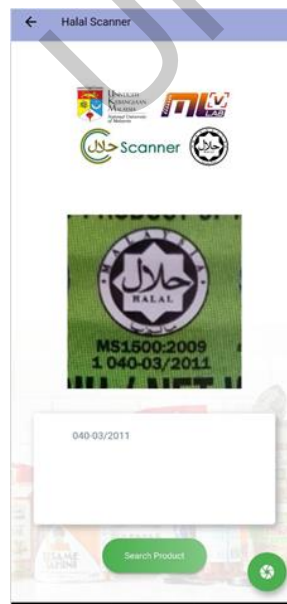 Halal Scanner
UNIVERSITI
KEBANGSAAN
MALAYSIA
National University
of Malaysia
LAB
حلال Scanner
حلال
MALAYSIA
حلال
HALAL
ماليسيا
MS1500:2009
1 040-03/2011
040-03/2011
Search Product